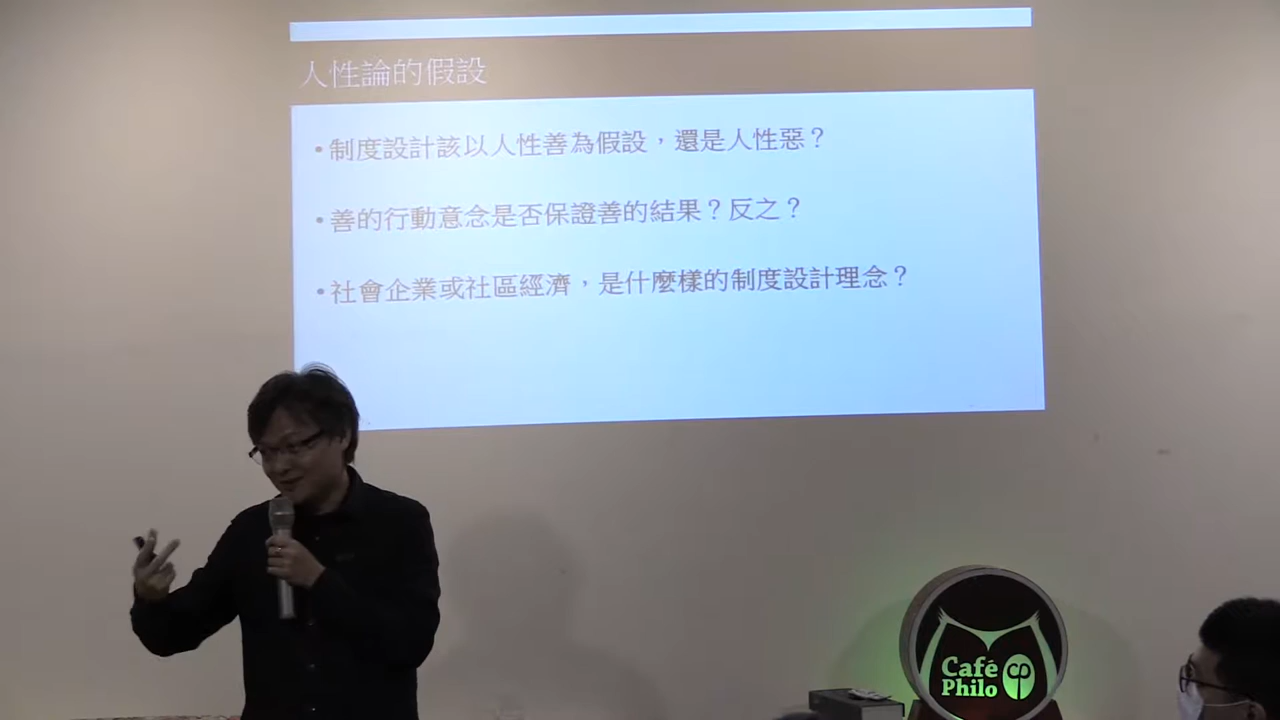 人性論的假設
•制度設計該以人性善為假設，還是人性惡？
•善的行動意念是否保證善的結果？反之？
•社會企業或社區經濟，是什麼樣的制度設計理念？
Café
Philo
cp